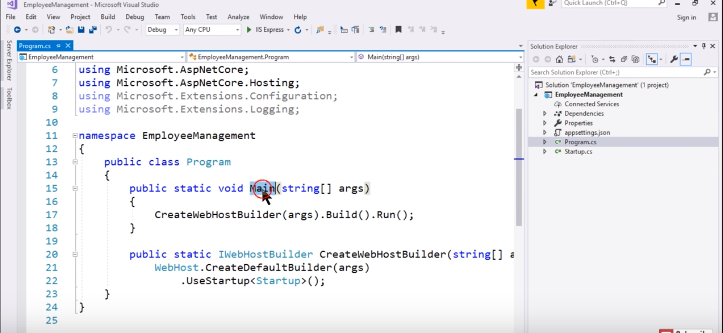 EmployeeManagement - Microsoft Visual Studio
Quick Launch (Ctrl+Q)
File Edit View Project Build Debug Team Tools Test Analyze Window Help
Sign in
Debug Any CPU IIS Express
Server Explorer
Toolbox
Program.cs
EmployeeManagement EmployeeManagement.Program Main(string[] args)
6 using Microsoft.AspNetCore;
7 using Microsoft.AspNetCore.Hosting;
8 using Microsoft.Extensions.Configuration;
9 using Microsoft.Extensions.Logging;
10
11 namespace EmployeeManagement
12 {
13 public class Program
14 {
15 public static void Main(string[] args)
16 {
17 CreateWebHostBuilder(args).Build().Run();
18 }
19
20 public static IWebHostBuilder CreateWebHostBuilder(string[] a
21 WebHost.CreateDefaultBuilder(args)
22 .UseStartup<Startup>();
23 }
24 }
25
Solution Explorer
Search Solution Explorer (Ctrl+;)
Solution 'EmployeeManagement' (1 project)
EmployeeManagement
Connected Services
Dependencies
Properties
appsettings.json
C# Program.cs
C# Startup.cs